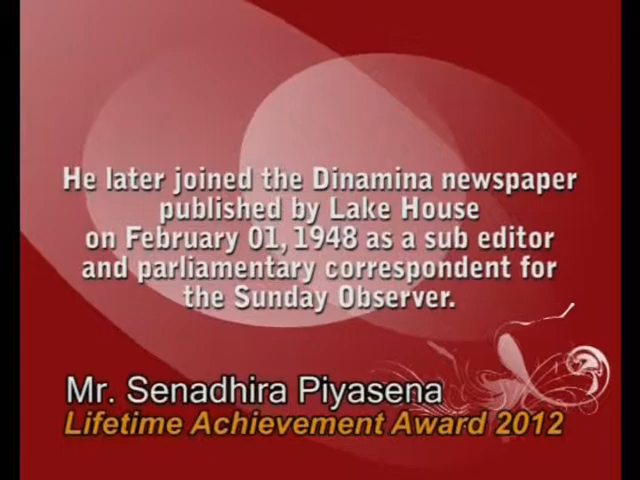 He later joined the Dinamina newspaper
published by Lake House
on February 01, 1948 as a sub editor
and parliamentary correspondent for
the Sunday Observer.
Mr. Senadhira Piyasena
Lifetime Achievement Award 2012